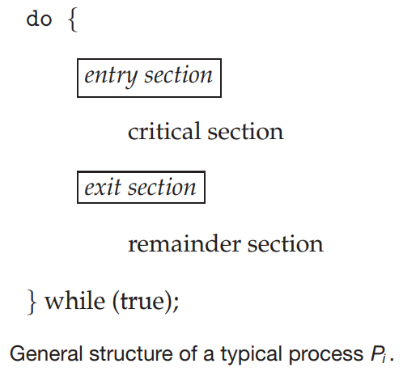 do {
entry section
critical section
exit section
remainder section
} while (true);
General structure of a typical process Pi.